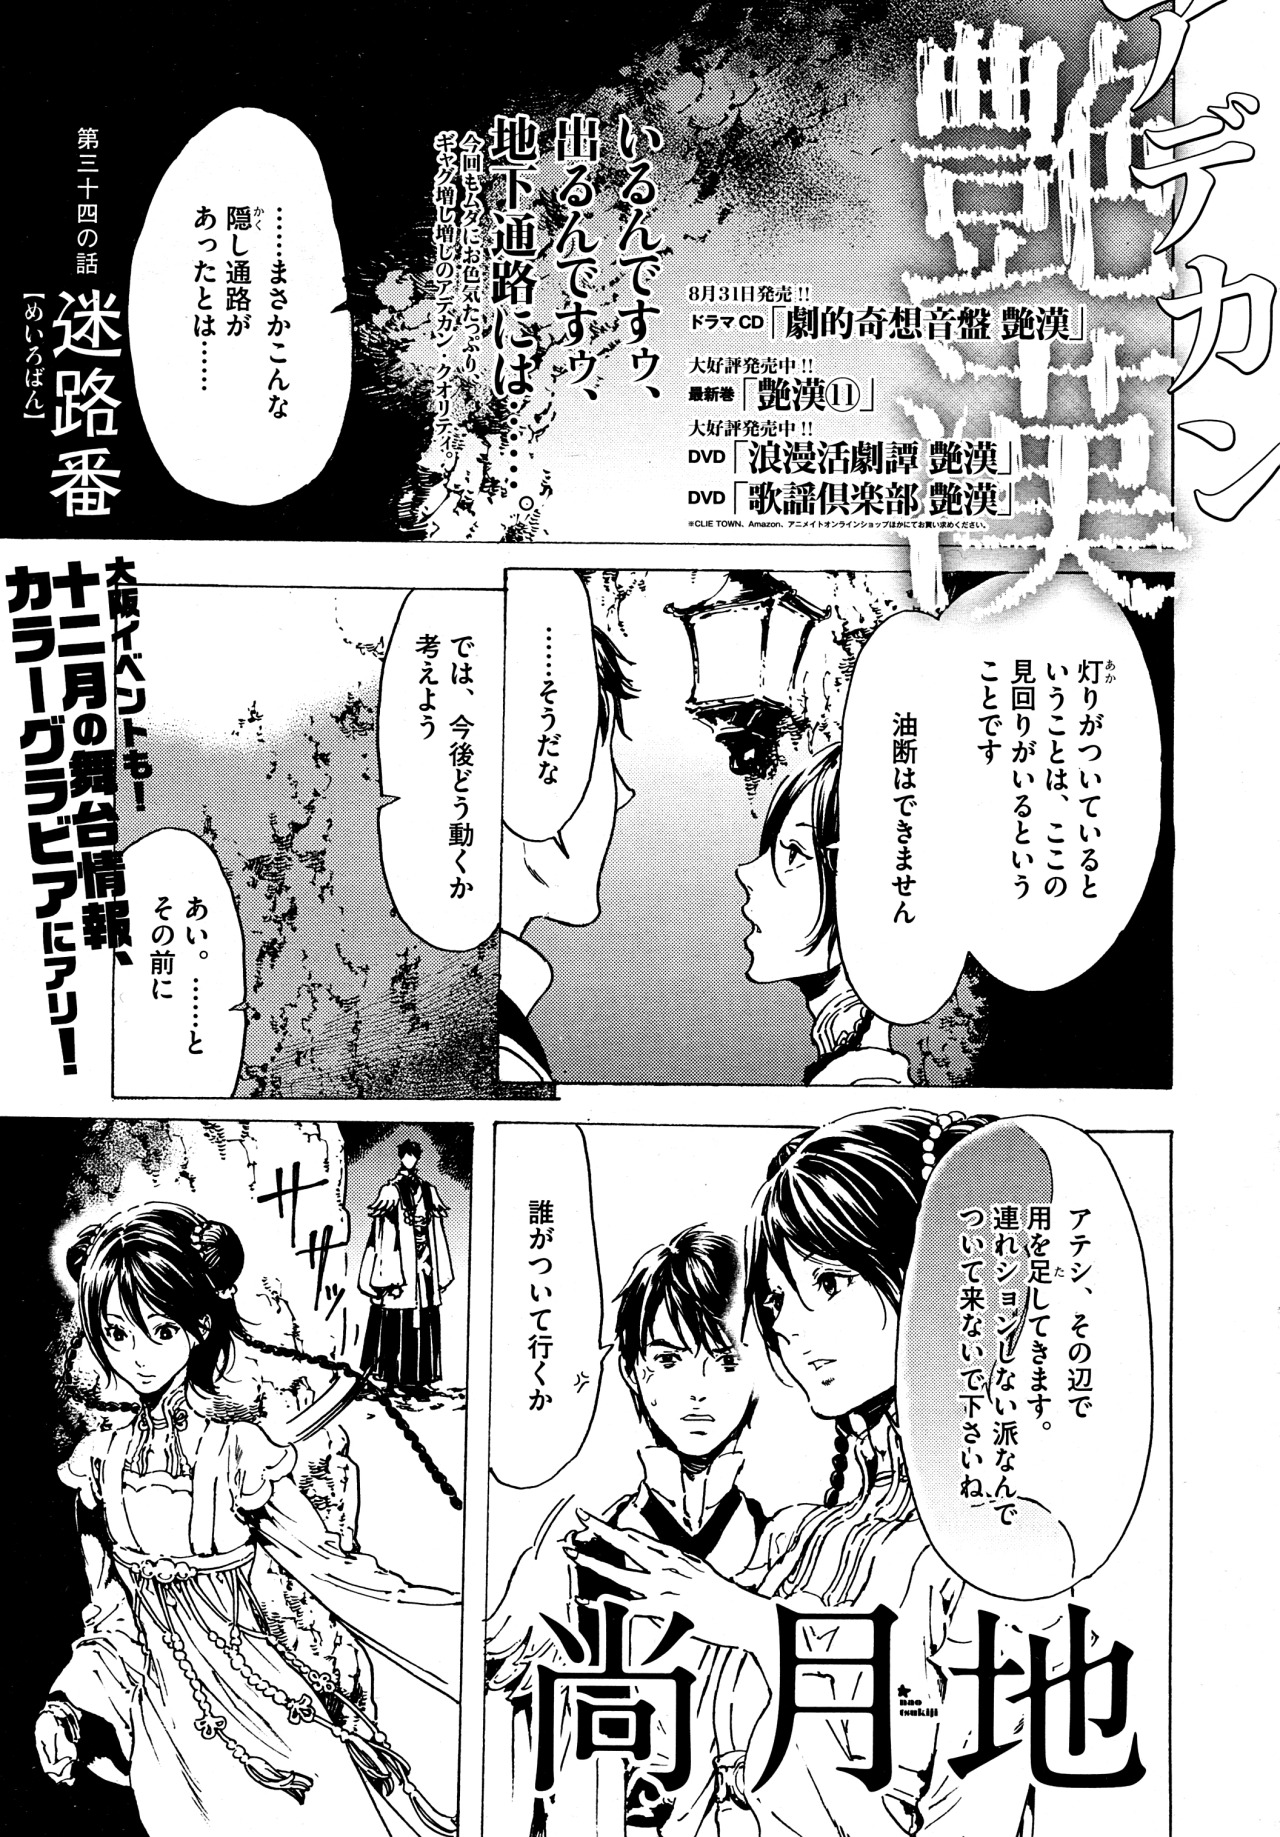 アデカン
艶漢
8月31日発売!!
ドラマCD「劇的奇想音盤 艶漢」
大好評発売中!!
最新巻「艶漢⑪」
大好評発売中!!
DVD「浪漫活劇譚 艶漢」
DVD「歌謡倶楽部 艶漢」
※CLIE TOWN、Amazon、アニメイトオンラインショップほかにてお買い求めください。
いるんですゥ、
出るんですゥ、
地下通路には……。
今回もムダにお色気たっぷり、
ギャグ増し増しのアデカン・クオリティ。
……まさかこんな
隠し通路が
かく
あったとは……
第三十四の話
迷路番
【めいろばん】
灯りがついていると
あか
いうことは、ここの
見回りがいるという
ことです
油断はできません
……そうだな
では、今後どう動くか
考えよう
あい。……と
その前に
大阪イベントも!
十二月の舞台情報、
カラーグラビアにアリ!
アテシ、その辺で
用を足してきます。
た
連れションしない派なんで
ついて来ないで下さいね
誰がついて行くか
ザッ
ザッ
尚月地
nao
tsukiji